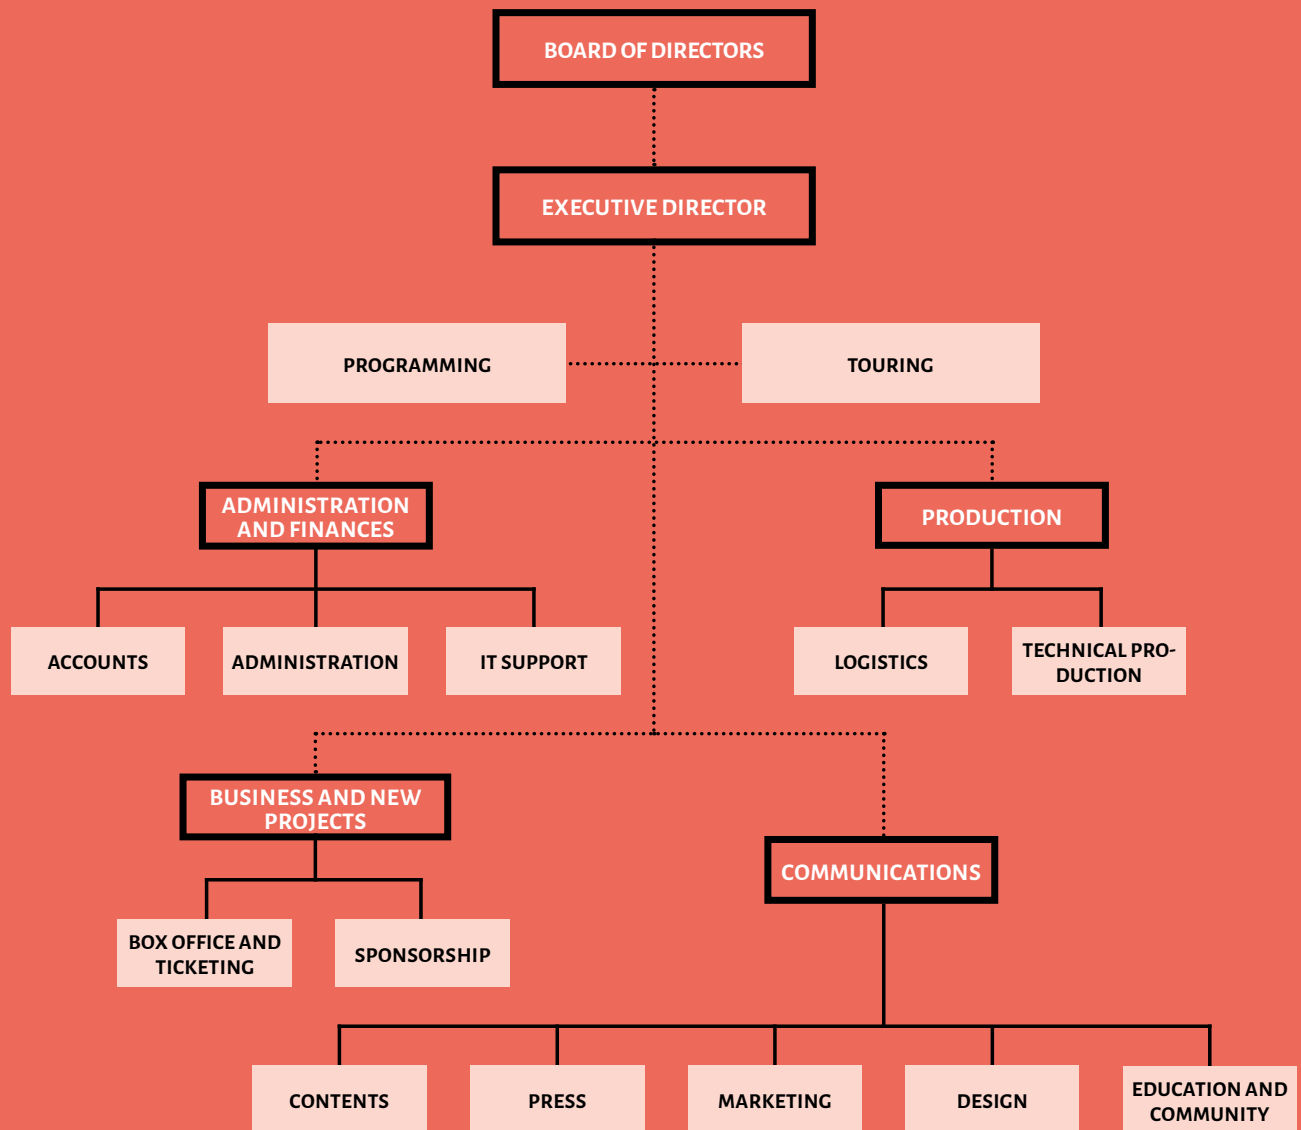 BOARD OF DIRECTORS
EXECUTIVE DIRECTOR
PROGRAMMING
TOURING
ADMINISTRATION
AND FINANCES
PRODUCTION
ACCOUNTS
ADMINISTRATION
IT SUPPORT
LOGISTICS
TECHNICAL PRO-
DUCTION
BUSINESS AND NEW
PROJECTS
COMMUNICATIONS
BOX OFFICE AND
TICKETING
SPONSORSHIP
CONTENTS
PRESS
MARKETING
DESIGN
EDUCATION AND
COMMUNITY